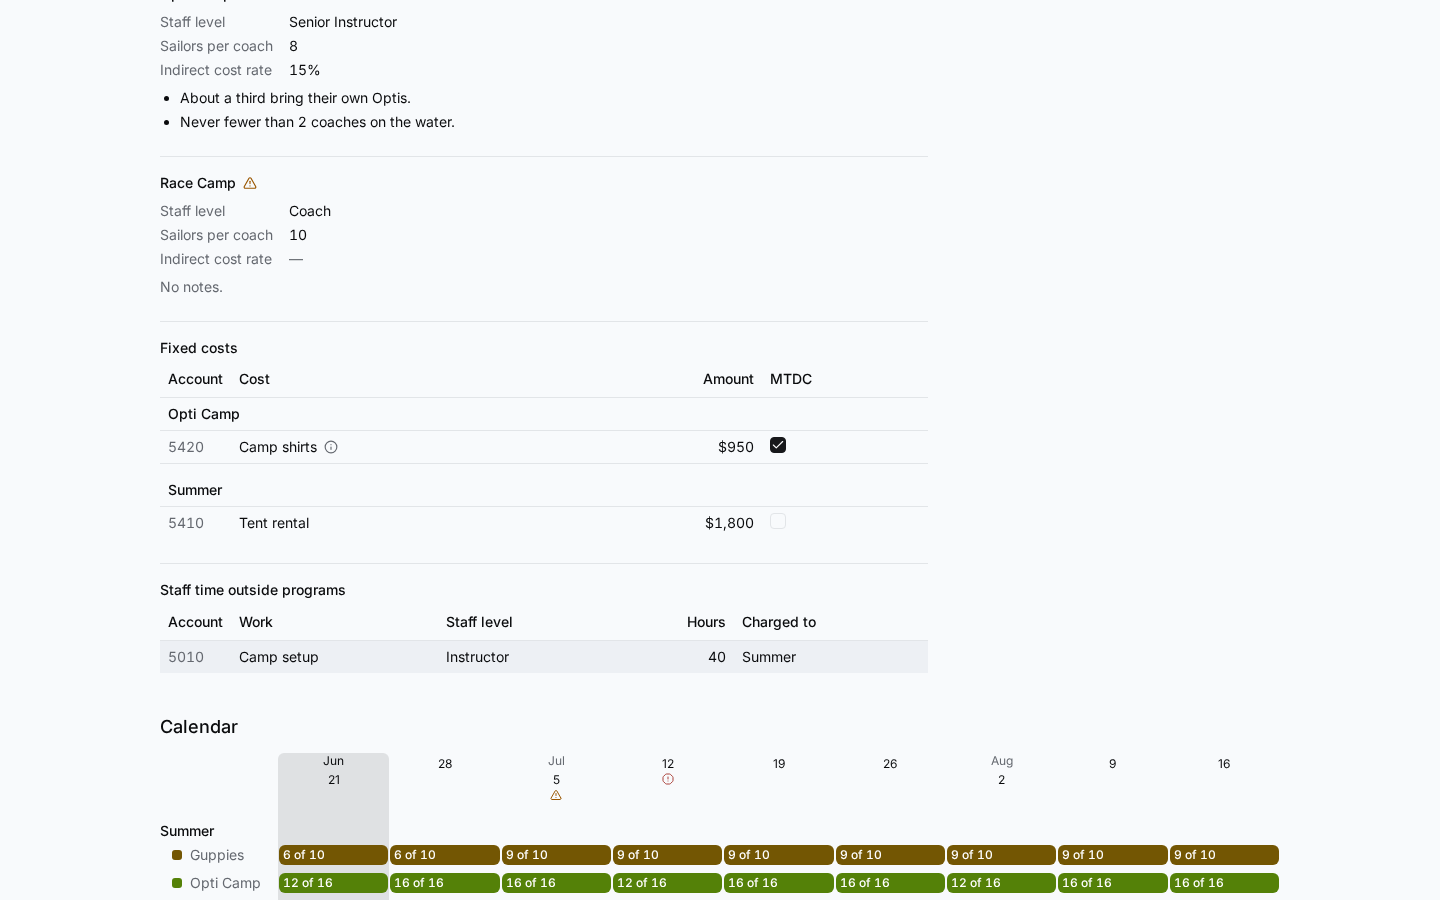 Staff level Senior Instructor
Sailors per coach 8
Indirect cost rate 15%
• About a third bring their own Optis.
• Never fewer than 2 coaches on the water.
Race Camp
Staff level Coach
Sailors per coach 10
Indirect cost rate —
No notes.
Fixed costs
Account Cost Amount MTDC
Opti Camp
5420 Camp shirts $950
Summer
5410 Tent rental $1,800
Staff time outside programs
Account Work Staff level Hours Charged to
5010 Camp setup Instructor 40 Summer
Calendar
Jun 21 28 Jul 5 12 19 26 Aug 2 9 16
Summer
Guppies 6 of 10 6 of 10 9 of 10 9 of 10 9 of 10 9 of 10 9 of 10 9 of 10 9 of 10
Opti Camp 12 of 16 16 of 16 16 of 16 12 of 16 16 of 16 16 of 16 12 of 16 16 of 16 16 of 16